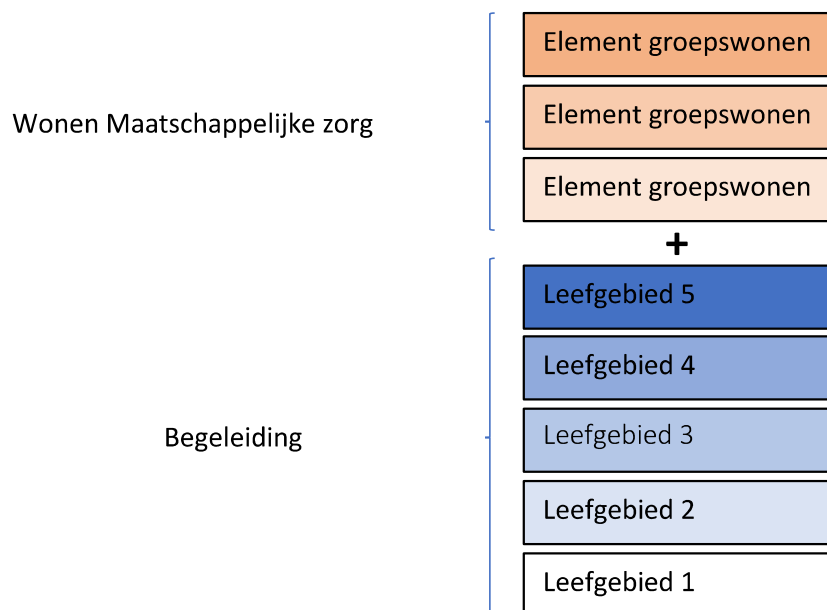 Element groepswonen
Wonen Maatschappelijke zorg
Element groepswonen
Element groepswonen
+
Leefgebied 5
Leefgebied 4
Begeleiding
Leefgebied 3
Leefgebied 2
Leefgebied 1